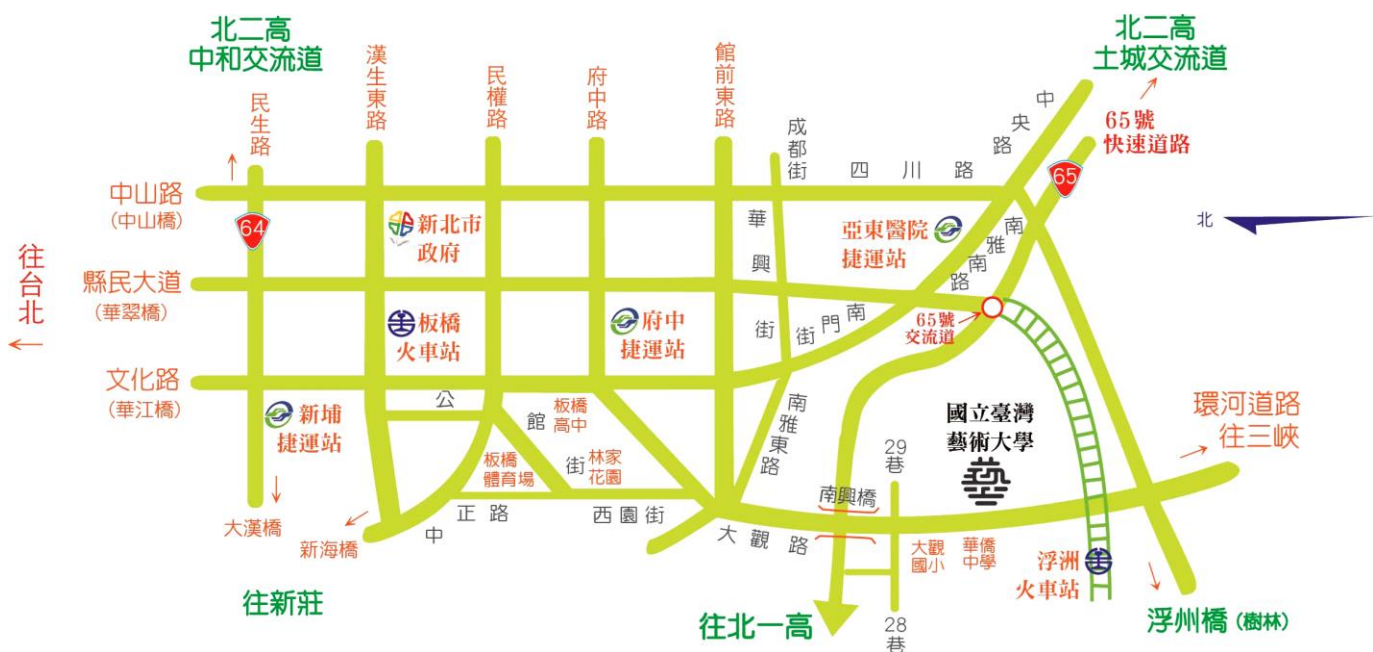 北二高
中和交流道
北二高
土城交流道
漢生東路
民權路
府中路
館前東路
民生路
成都街
四川路
中央路
65號
快速道路
65
64
中山路
(中山橋)
新北市
政府
華興街
亞東醫院
捷運站
南雅南路
北
往台北
縣民大道
(華翠橋)
板橋
火車站
府中
捷運站
南門街
65號
交流道
文化路
(華江橋)
新埔
捷運站
公館街
板橋
高中
南雅東路
國立臺灣
藝術大學
環河道路
往三峽
板橋
體育場
林家
花園
29巷
南興橋
大漢橋
新海橋
中正路
西園街
大觀路
大觀
國小
華僑
中學
浮洲
火車站
往新莊
往北一高
28巷
浮州橋(樹林)